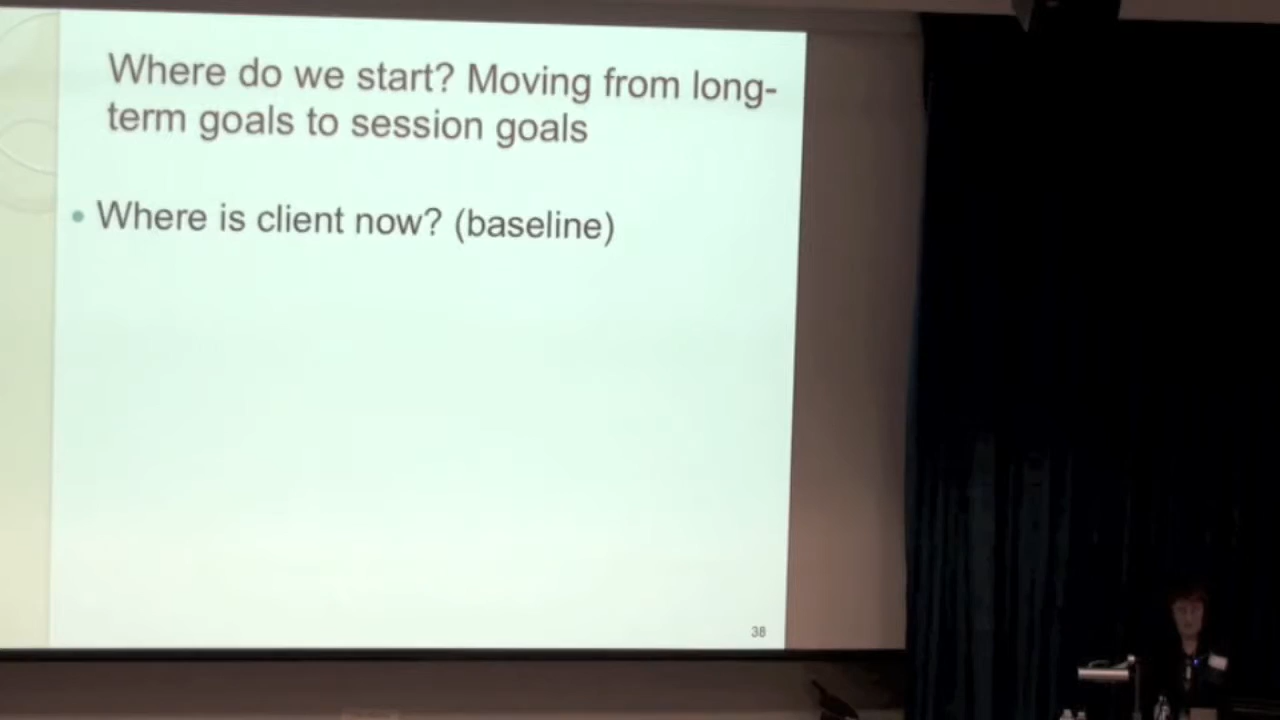 Where do we start? Moving from long-
term goals to session goals
• Where is client now? (baseline)
38